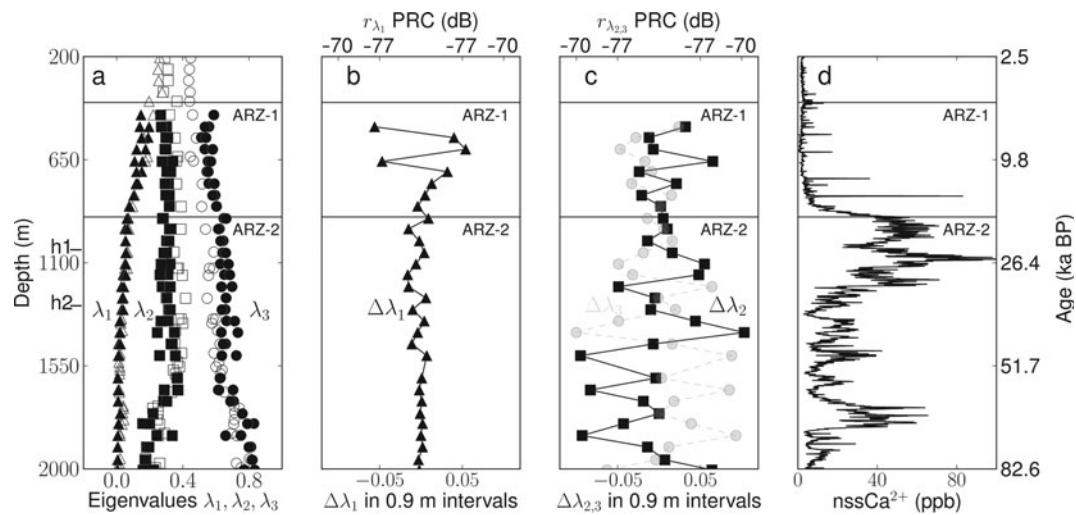 r_λ1 PRC (dB)
r_λ2,3 PRC (dB)
-70 -77 -77 -70
-70 -77 -77 -70
200
650
1100
1550
2000
Depth (m)
h1
h2
a
ARZ-1
ARZ-2
λ1 λ2 λ3
0.0 0.4 0.8
Eigenvalues λ1, λ2, λ3
b
ARZ-1
ARZ-2
Δλ1
−0.05 0.05
Δλ1 in 0.9 m intervals
c
ARZ-1
ARZ-2
Δλ3 Δλ2
−0.05 0.05
Δλ2,3 in 0.9 m intervals
d
0 40 80
nssCa2+ (ppb)
2.5
9.8
26.4
51.7
82.6
Age (ka BP)